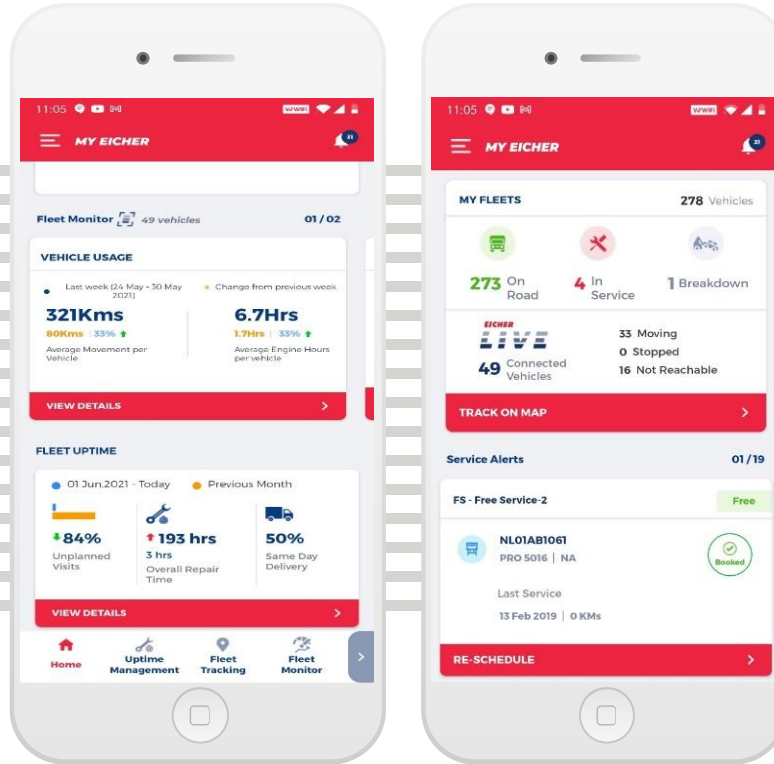 11:05
VoWiFi
MY EICHER
31
Fleet Monitor 49 vehicles 01/02
VEHICLE USAGE
Last week (24 May - 30 May 2021)
Change from previous week
321Kms
80Kms | 33%
Average Movement per Vehicle
6.7Hrs
1.7Hrs | 33%
Average Engine Hours per vehicle
VIEW DETAILS
FLEET UPTIME
01 Jun.2021 - Today Previous Month
84%
Unplanned Visits
193 hrs
3 hrs
Overall Repair Time
50%
Same Day Delivery
VIEW DETAILS
Home
Uptime Management
Fleet Tracking
Fleet Monitor
11:05
VoWiFi
MY EICHER
31
MY FLEETS 278 Vehicles
273 On Road
4 In Service
1 Breakdown
EICHER
LIVE
49 Connected Vehicles
33 Moving
0 Stopped
16 Not Reachable
TRACK ON MAP
Service Alerts 01/19
FS - Free Service-2 Free
NL01AB1061
PRO 5016 | NA
Booked
Last Service
13 Feb 2019 | 0 KMs
RE-SCHEDULE